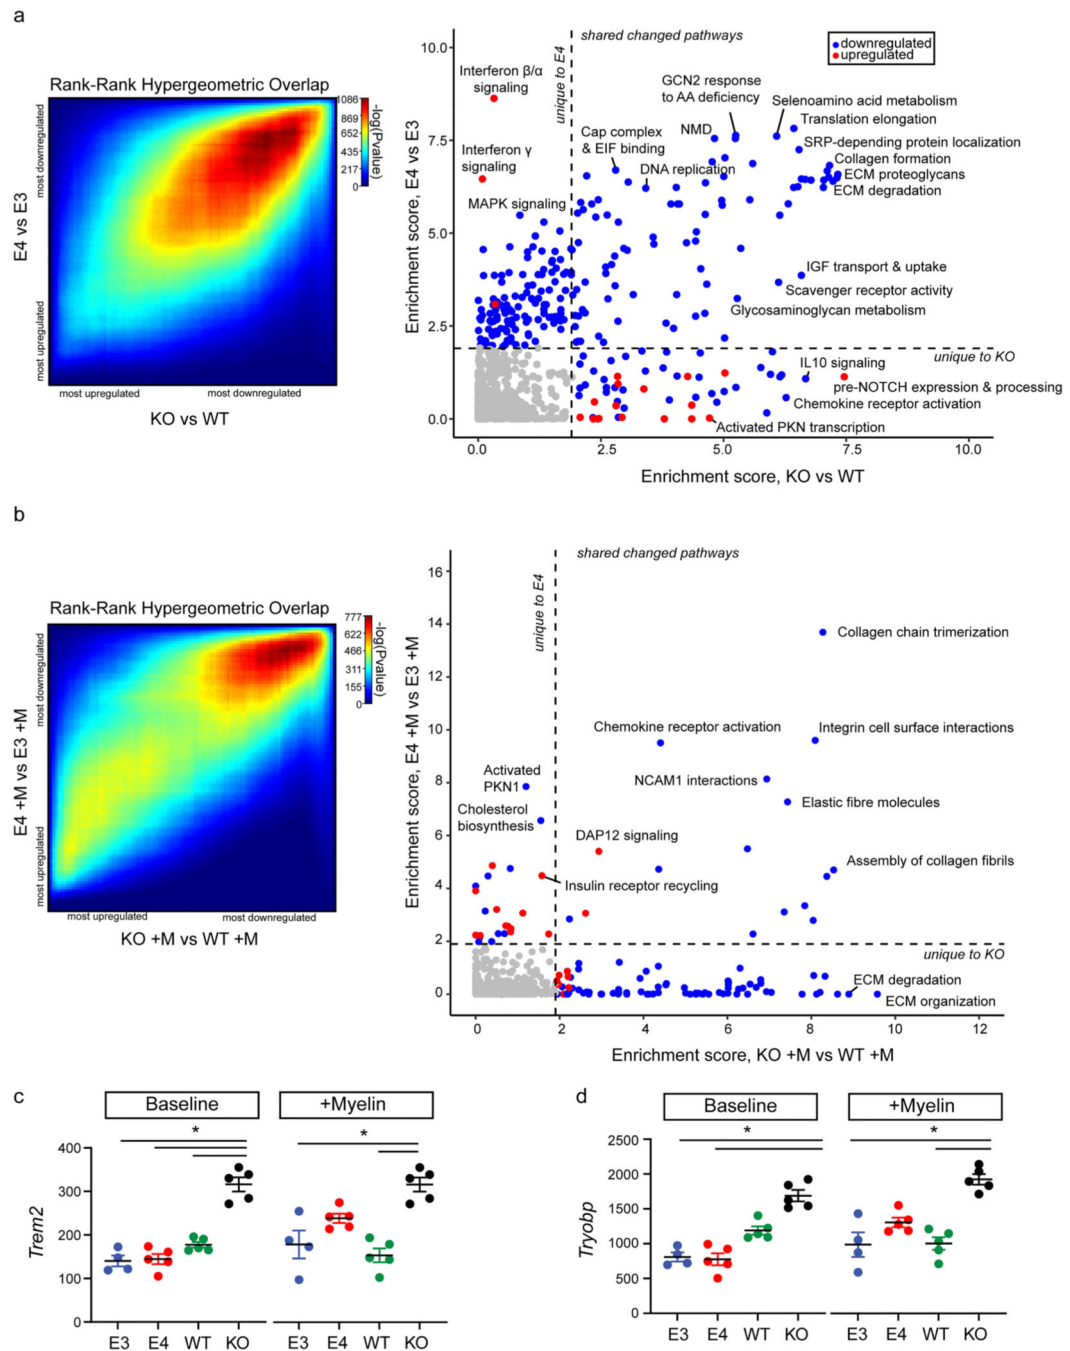 a
Rank-Rank Hypergeometric Overlap
most downregulated
most upregulated
E4 vs E3
most upregulated
most downregulated
KO vs WT
1086
869
652
435
217
0
-log(Pvalue)
shared changed pathways
unique to E4
downregulated
upregulated
Interferon β/α
signaling
Interferon γ
signaling
MAPK signaling
Cap complex
& EIF binding
NMD
DNA replication
GCN2 response
to AA deficiency
Selenoamino acid metabolism
Translation elongation
SRP-depending protein localization
Collagen formation
ECM proteoglycans
ECM degradation
IGF transport & uptake
Scavenger receptor activity
Glycosaminoglycan metabolism
unique to KO
IL10 signaling
pre-NOTCH expression & processing
Chemokine receptor activation
Activated PKN transcription
Enrichment score, E4 vs E3
10.0
7.5
5.0
2.5
0.0
0.0
2.5
5.0
7.5
10.0
Enrichment score, KO vs WT
b
Rank-Rank Hypergeometric Overlap
most downregulated
most upregulated
E4 +M vs E3 +M
most upregulated
most downregulated
KO +M vs WT +M
777
622
466
311
155
0
-log(Pvalue)
shared changed pathways
unique to E4
Collagen chain trimerization
Chemokine receptor activation
Integrin cell surface interactions
Activated
PKN1
NCAM1 interactions
Cholesterol
biosynthesis
Elastic fibre molecules
DAP12 signaling
Assembly of collagen fibrils
Insulin receptor recycling
unique to KO
ECM degradation
ECM organization
Enrichment score, E4 +M vs E3 +M
16
14
12
10
8
6
4
2
0
0
2
4
6
8
10
12
Enrichment score, KO +M vs WT +M
c
Baseline
+Myelin
*
*
Trem2
400
300
200
100
0
E3
E4
WT
KO
E3
E4
WT
KO
d
Baseline
+Myelin
*
*
Tryobp
2500
2000
1500
1000
500
0
E3
E4
WT
KO
E3
E4
WT
KO